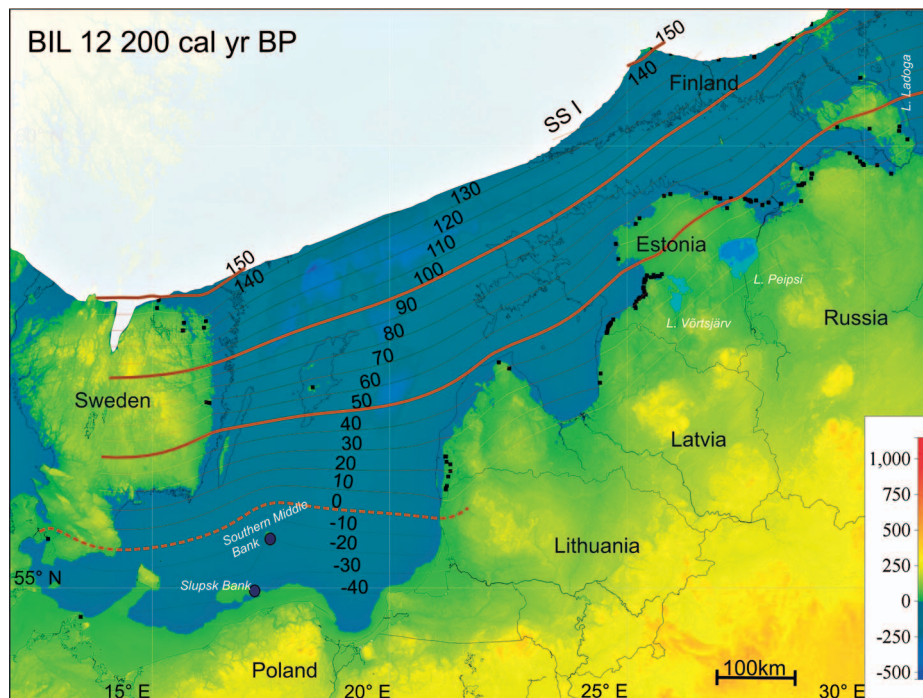 BIL 12 200 cal yr BP
150
140
Finland
L. Ladoga
SS I
130
120
110
100
90
80
70
60
50
40
30
20
10
0
-10
-20
-30
-40
150
140
Estonia
L. Peipsi
L. Võrtsjärv
Russia
Sweden
Latvia
Southern Middle
Bank
Lithuania
55° N
Slupsk Bank
Poland
100km
15° E
20° E
25° E
30° E
1,000
750
500
250
0
-250
-500